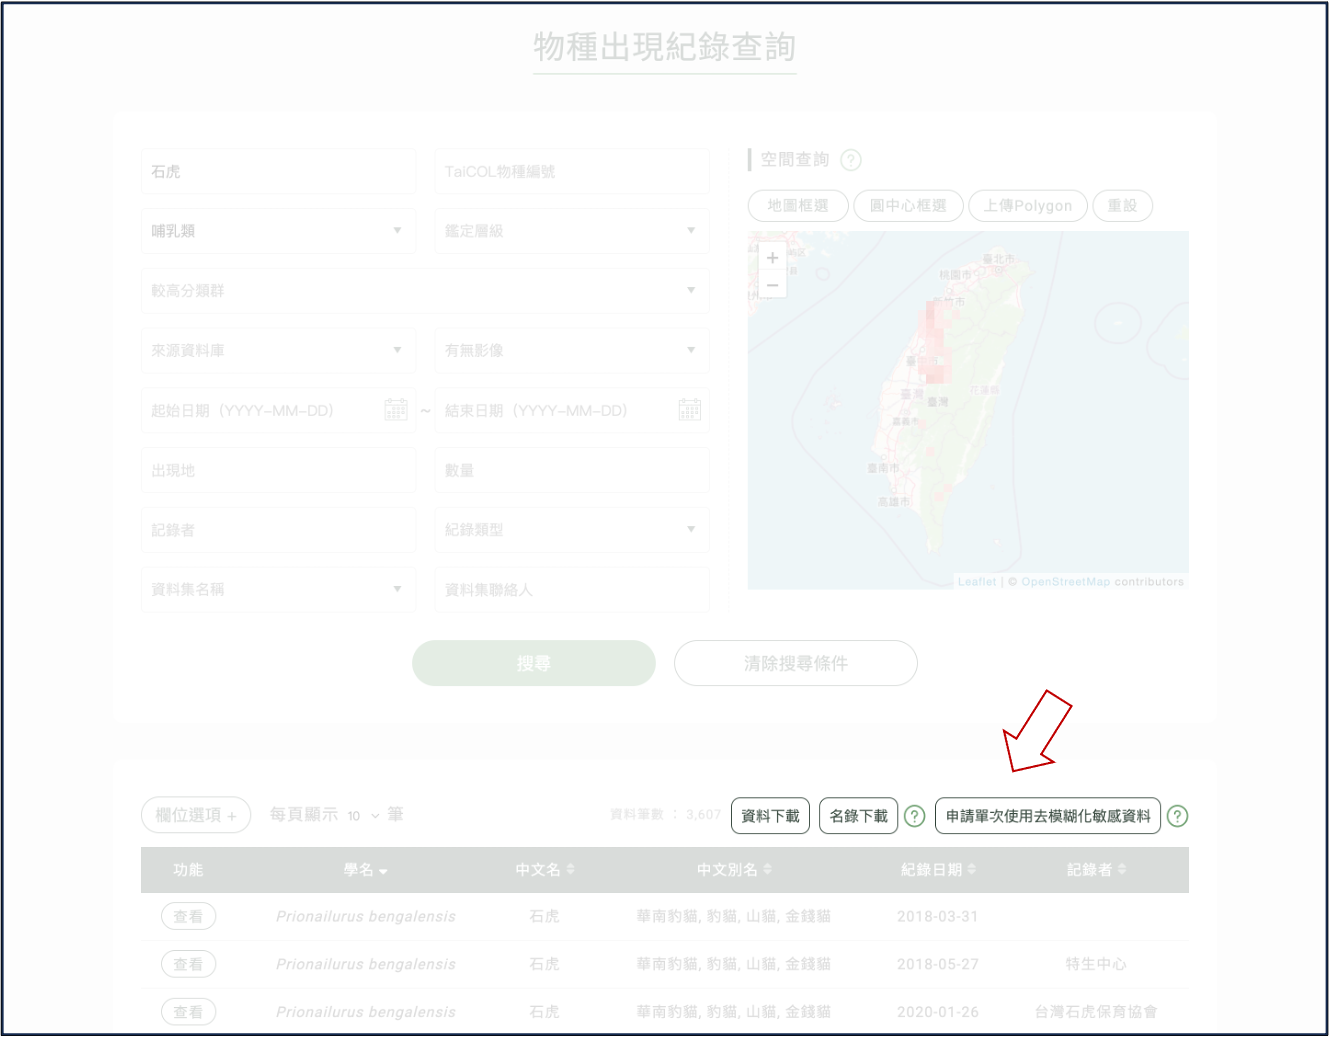 物種出現紀錄查詢
石虎
TaiCOL物種編號
哺乳類
鑑定層級
較高分類群
來源資料庫
有無影像
起始日期 (YYYY-MM-DD)
~
結束日期 (YYYY-MM-DD)
出現地
數量
記錄者
紀錄類型
資料集名稱
資料集聯絡人
空間查詢 ?
地圖框選 圓中心框選 上傳Polygon 重設
+
−
臺北市
桃園市
臺灣
臺灣
花蓮縣
嘉義市
臺南市
高雄市
Leaflet | © OpenStreetMap contributors
搜尋 清除搜尋條件
欄位選項 + 每頁顯示 10 筆 資料筆數 : 3,607 資料下載 名錄下載 ? 申請單次使用去模糊化敏感資料 ?
功能 學名 中文名 中文別名 紀錄日期 記錄者
查看 Prionailurus bengalensis 石虎 華南豹貓, 豹貓, 山貓, 金錢貓 2018-03-31
查看 Prionailurus bengalensis 石虎 華南豹貓, 豹貓, 山貓, 金錢貓 2018-05-27 特生中心
查看 Prionailurus bengalensis 石虎 華南豹貓, 豹貓, 山貓, 金錢貓 2020-01-26 台灣石虎保育協會